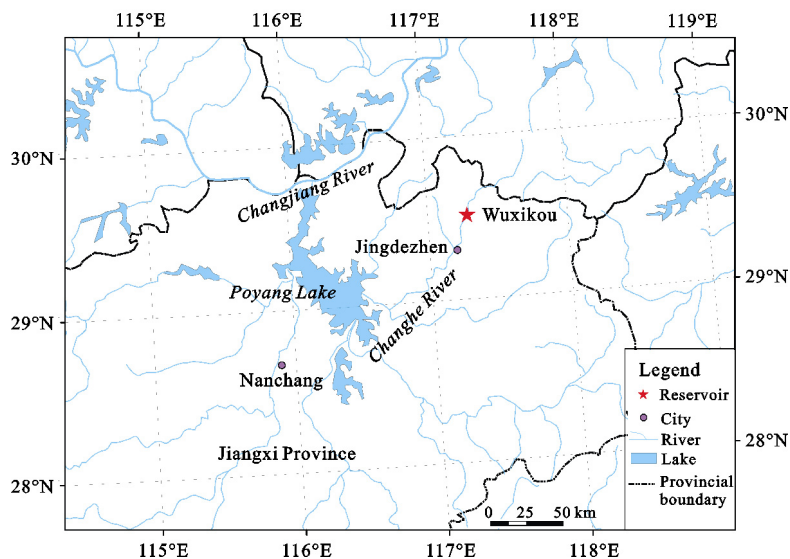 115°E 116°E 117°E 118°E 119°E
30°N
30°N
Changjiang River
Wuxikou
Jingdezhen
29°N
Poyang Lake
Changhe River
29°N
Nanchang
Legend
Reservoir
City
River
Lake
Provincial
boundary
28°N
Jiangxi Province
28°N
0 25 50 km
115°E 116°E 117°E 118°E